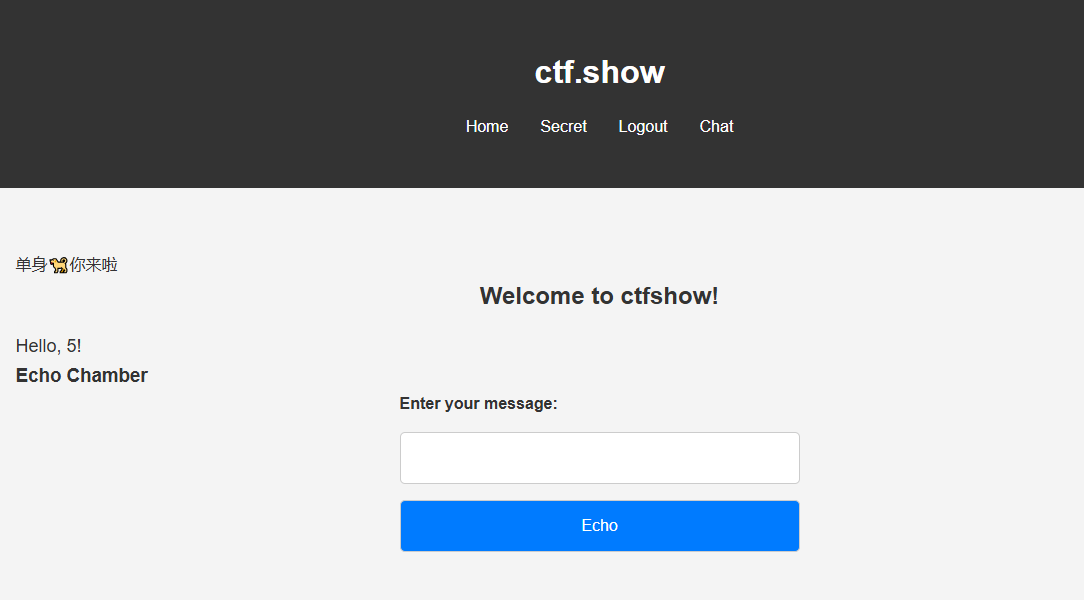 ctf.show
Home Secret Logout Chat
单身🐕你来啦
Welcome to ctfshow!
Hello, 5!
Echo Chamber
Enter your message:
Echo